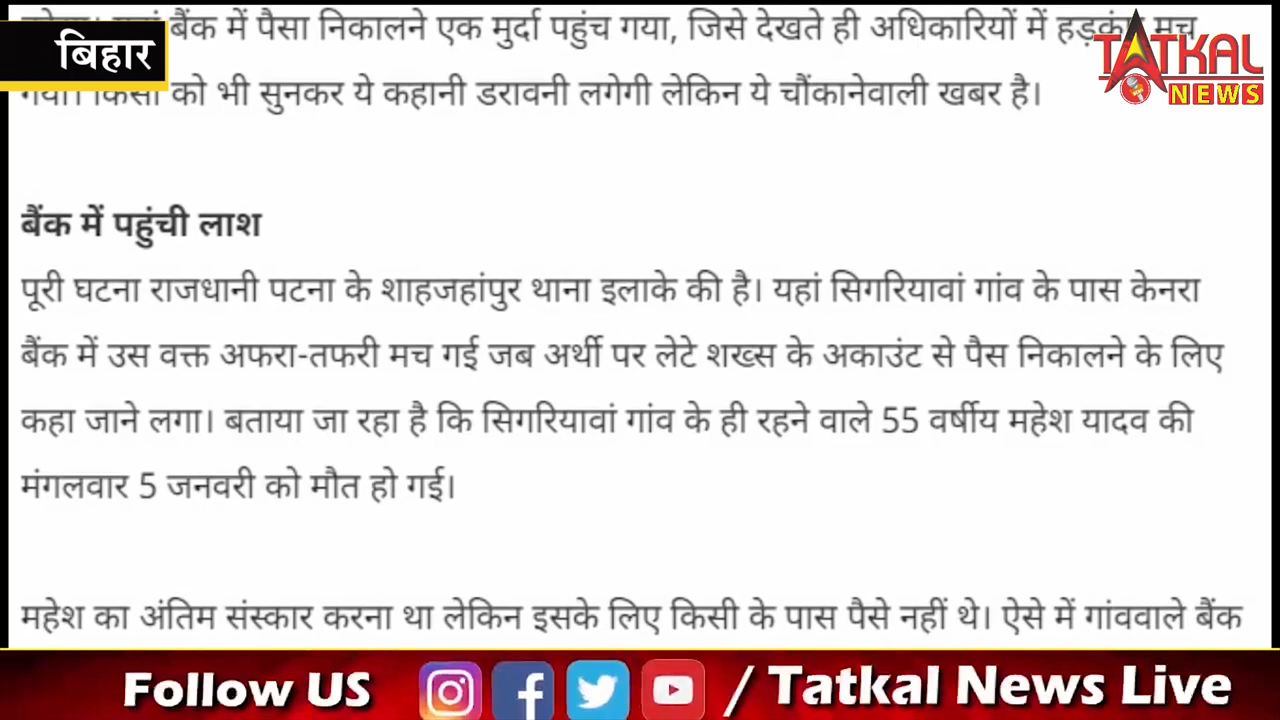 बिहार
बैंक में पैसा निकालने एक मुर्दा पहुंच गया, जिसे देखते ही अधिकारियों में हड़कंप मच
गया। किसी को भी सुनकर ये कहानी डरावनी लगेगी लेकिन ये चौंकानेवाली खबर है।
TATKAL
NEWS
बैंक में पहुंची लाश
पूरी घटना राजधानी पटना के शाहजहांपुर थाना इलाके की है। यहां सिगरियावां गांव के पास केनरा
बैंक में उस वक्त अफरा-तफरी मच गई जब अर्थी पर लेटे शख्स के अकाउंट से पैस निकालने के लिए
कहा जाने लगा। बताया जा रहा है कि सिगरियावां गांव के ही रहने वाले 55 वर्षीय महेश यादव की
मंगलवार 5 जनवरी को मौत हो गई।
महेश का अंतिम संस्कार करना था लेकिन इसके लिए किसी के पास पैसे नहीं थे। ऐसे में गांववाले बैंक
Follow US / Tatkal News Live